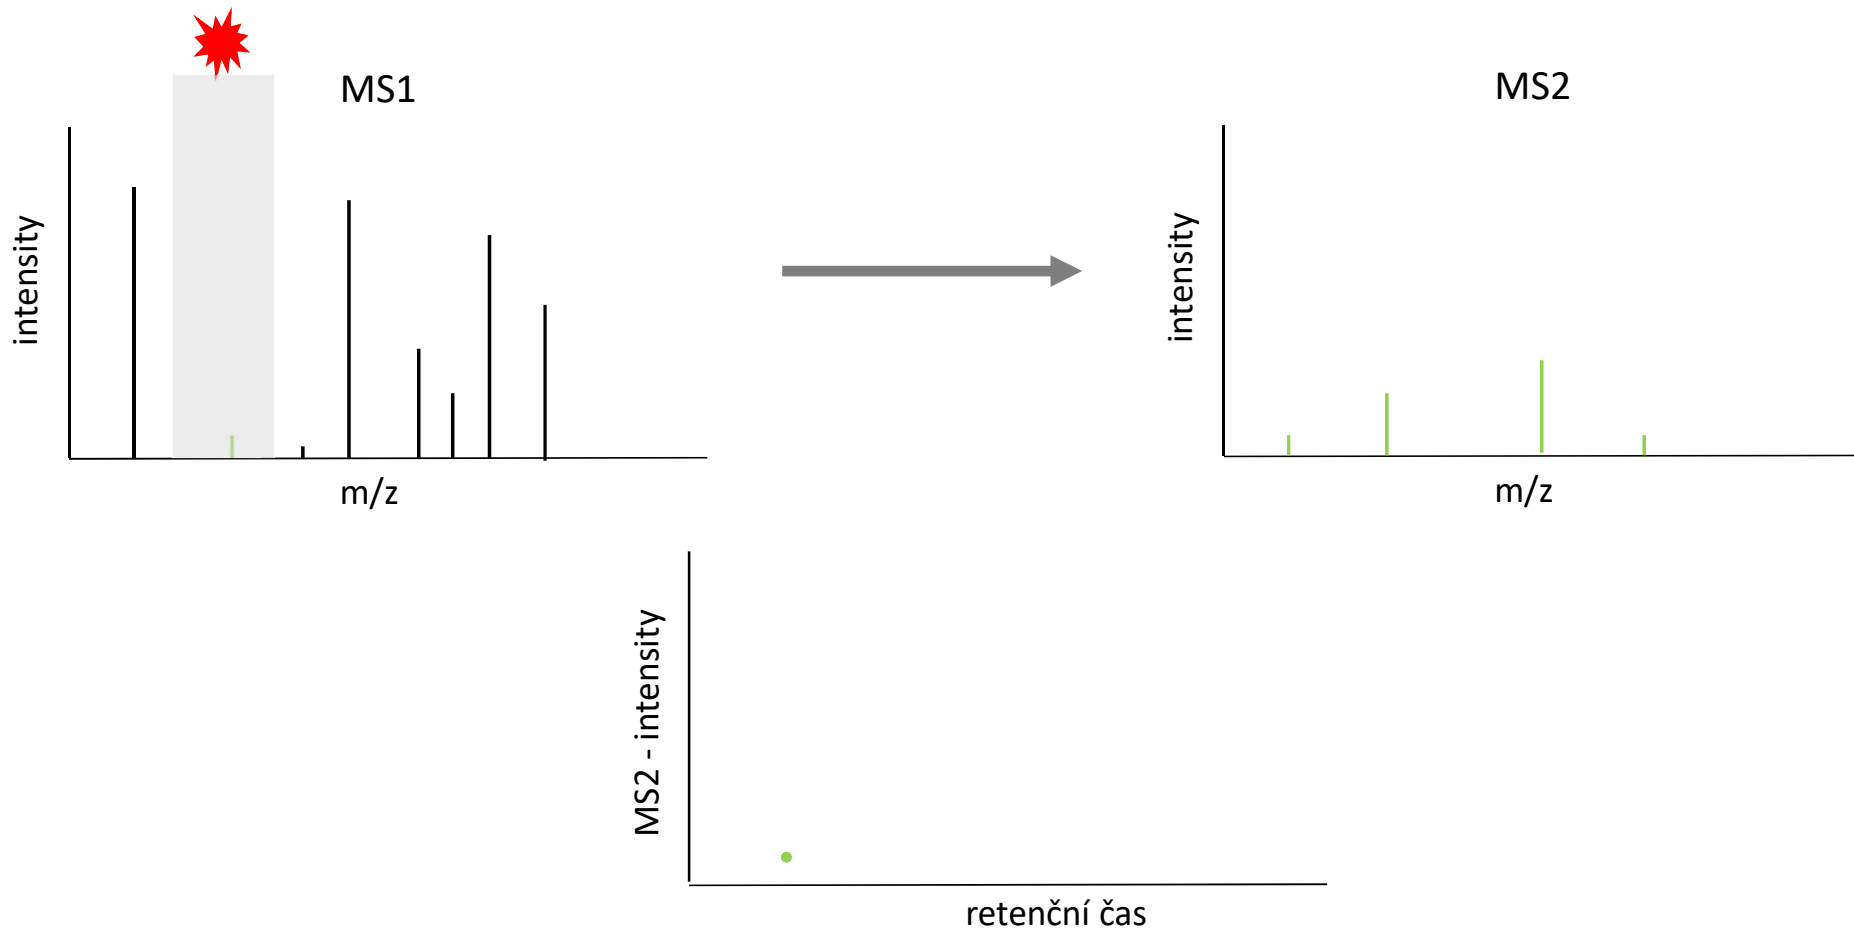 MS1
MS2
intensity
m/z
intensity
m/z
MS2 - intensity
retenční čas